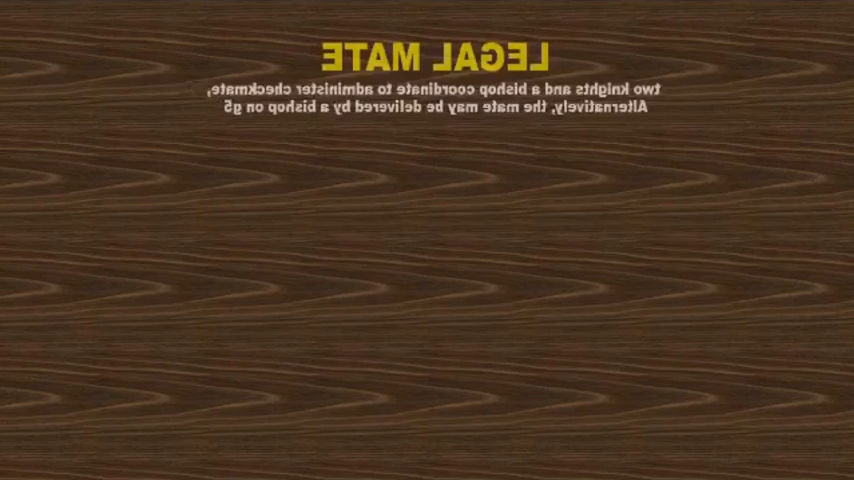 LEGAL MATE
two knights and a bishop coordinate to administer checkmate,
Alternatively, the mate may be delivered by a bishop on g5